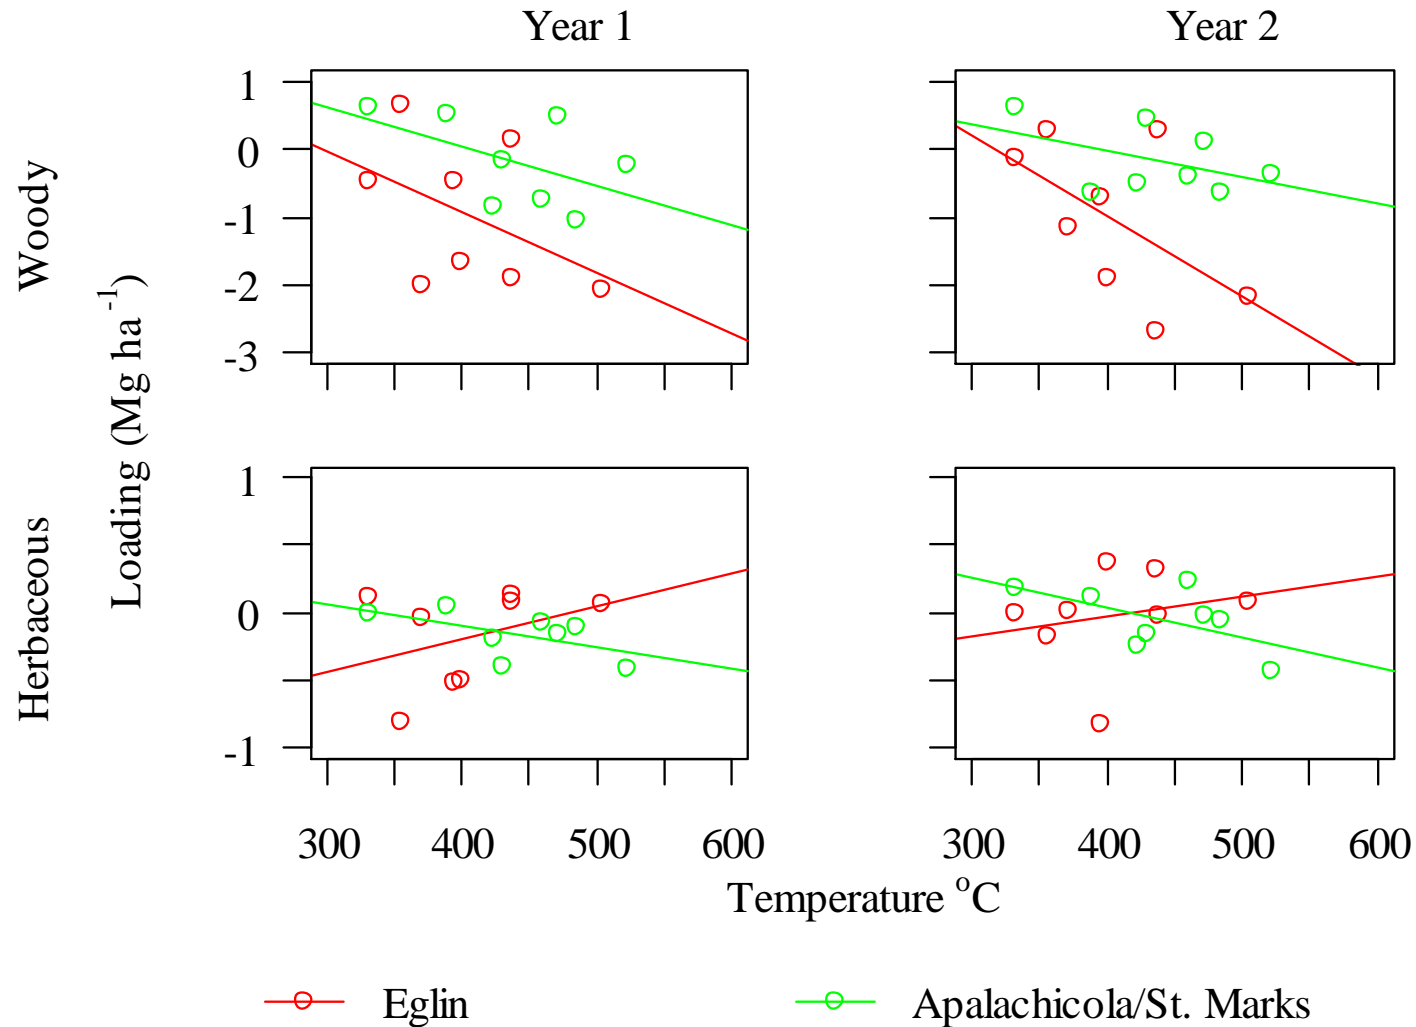 Year 1
Year 2
Woody
Herbaceous
Loading (Mg ha⁻¹)
1
0
-1
-2
-3
1
0
-1
300 400 500 600
300 400 500 600
Temperature °C
Eglin
Apalachicola/St. Marks